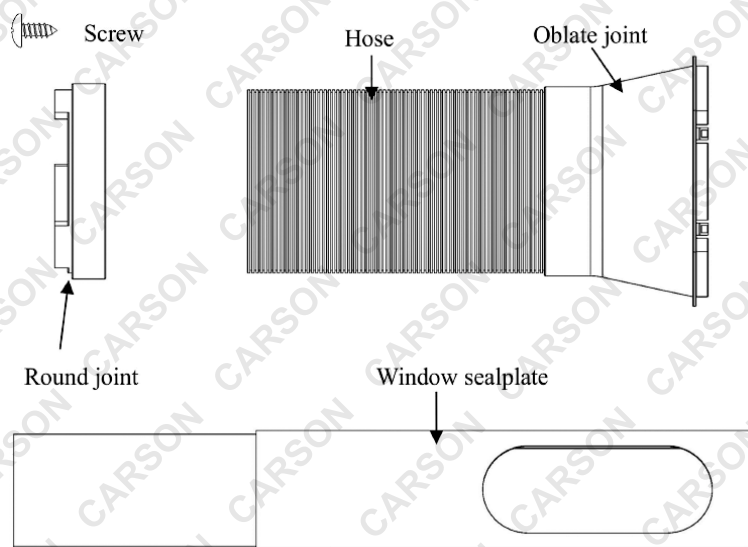 Screw
Hose
Oblate joint
Round joint
Window sealplate
CARSON